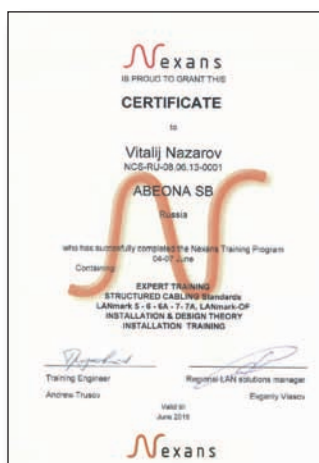 Nexans
IS PROUD TO GRANT THIS
CERTIFICATE
to
Vitalij Nazarov
NCS-RU-08.06.13-0001
ABEONA SB
Russia
who has succesfully completed the Nexans Training Program
04-07 June
Containing:
EXPERT TRAINING
STRUCTURED CABLING Standards
LANmark 5 - 6 - 6A - 7- 7A, LANmark-OF
INSTALLATION & DESIGN THEORY
INSTALLATION TRAINING
Training Engineer
Regional LAN solutions manager
Andrew Trusov
Evgeniy Vlasov
Valid till
June 2016
Nexans